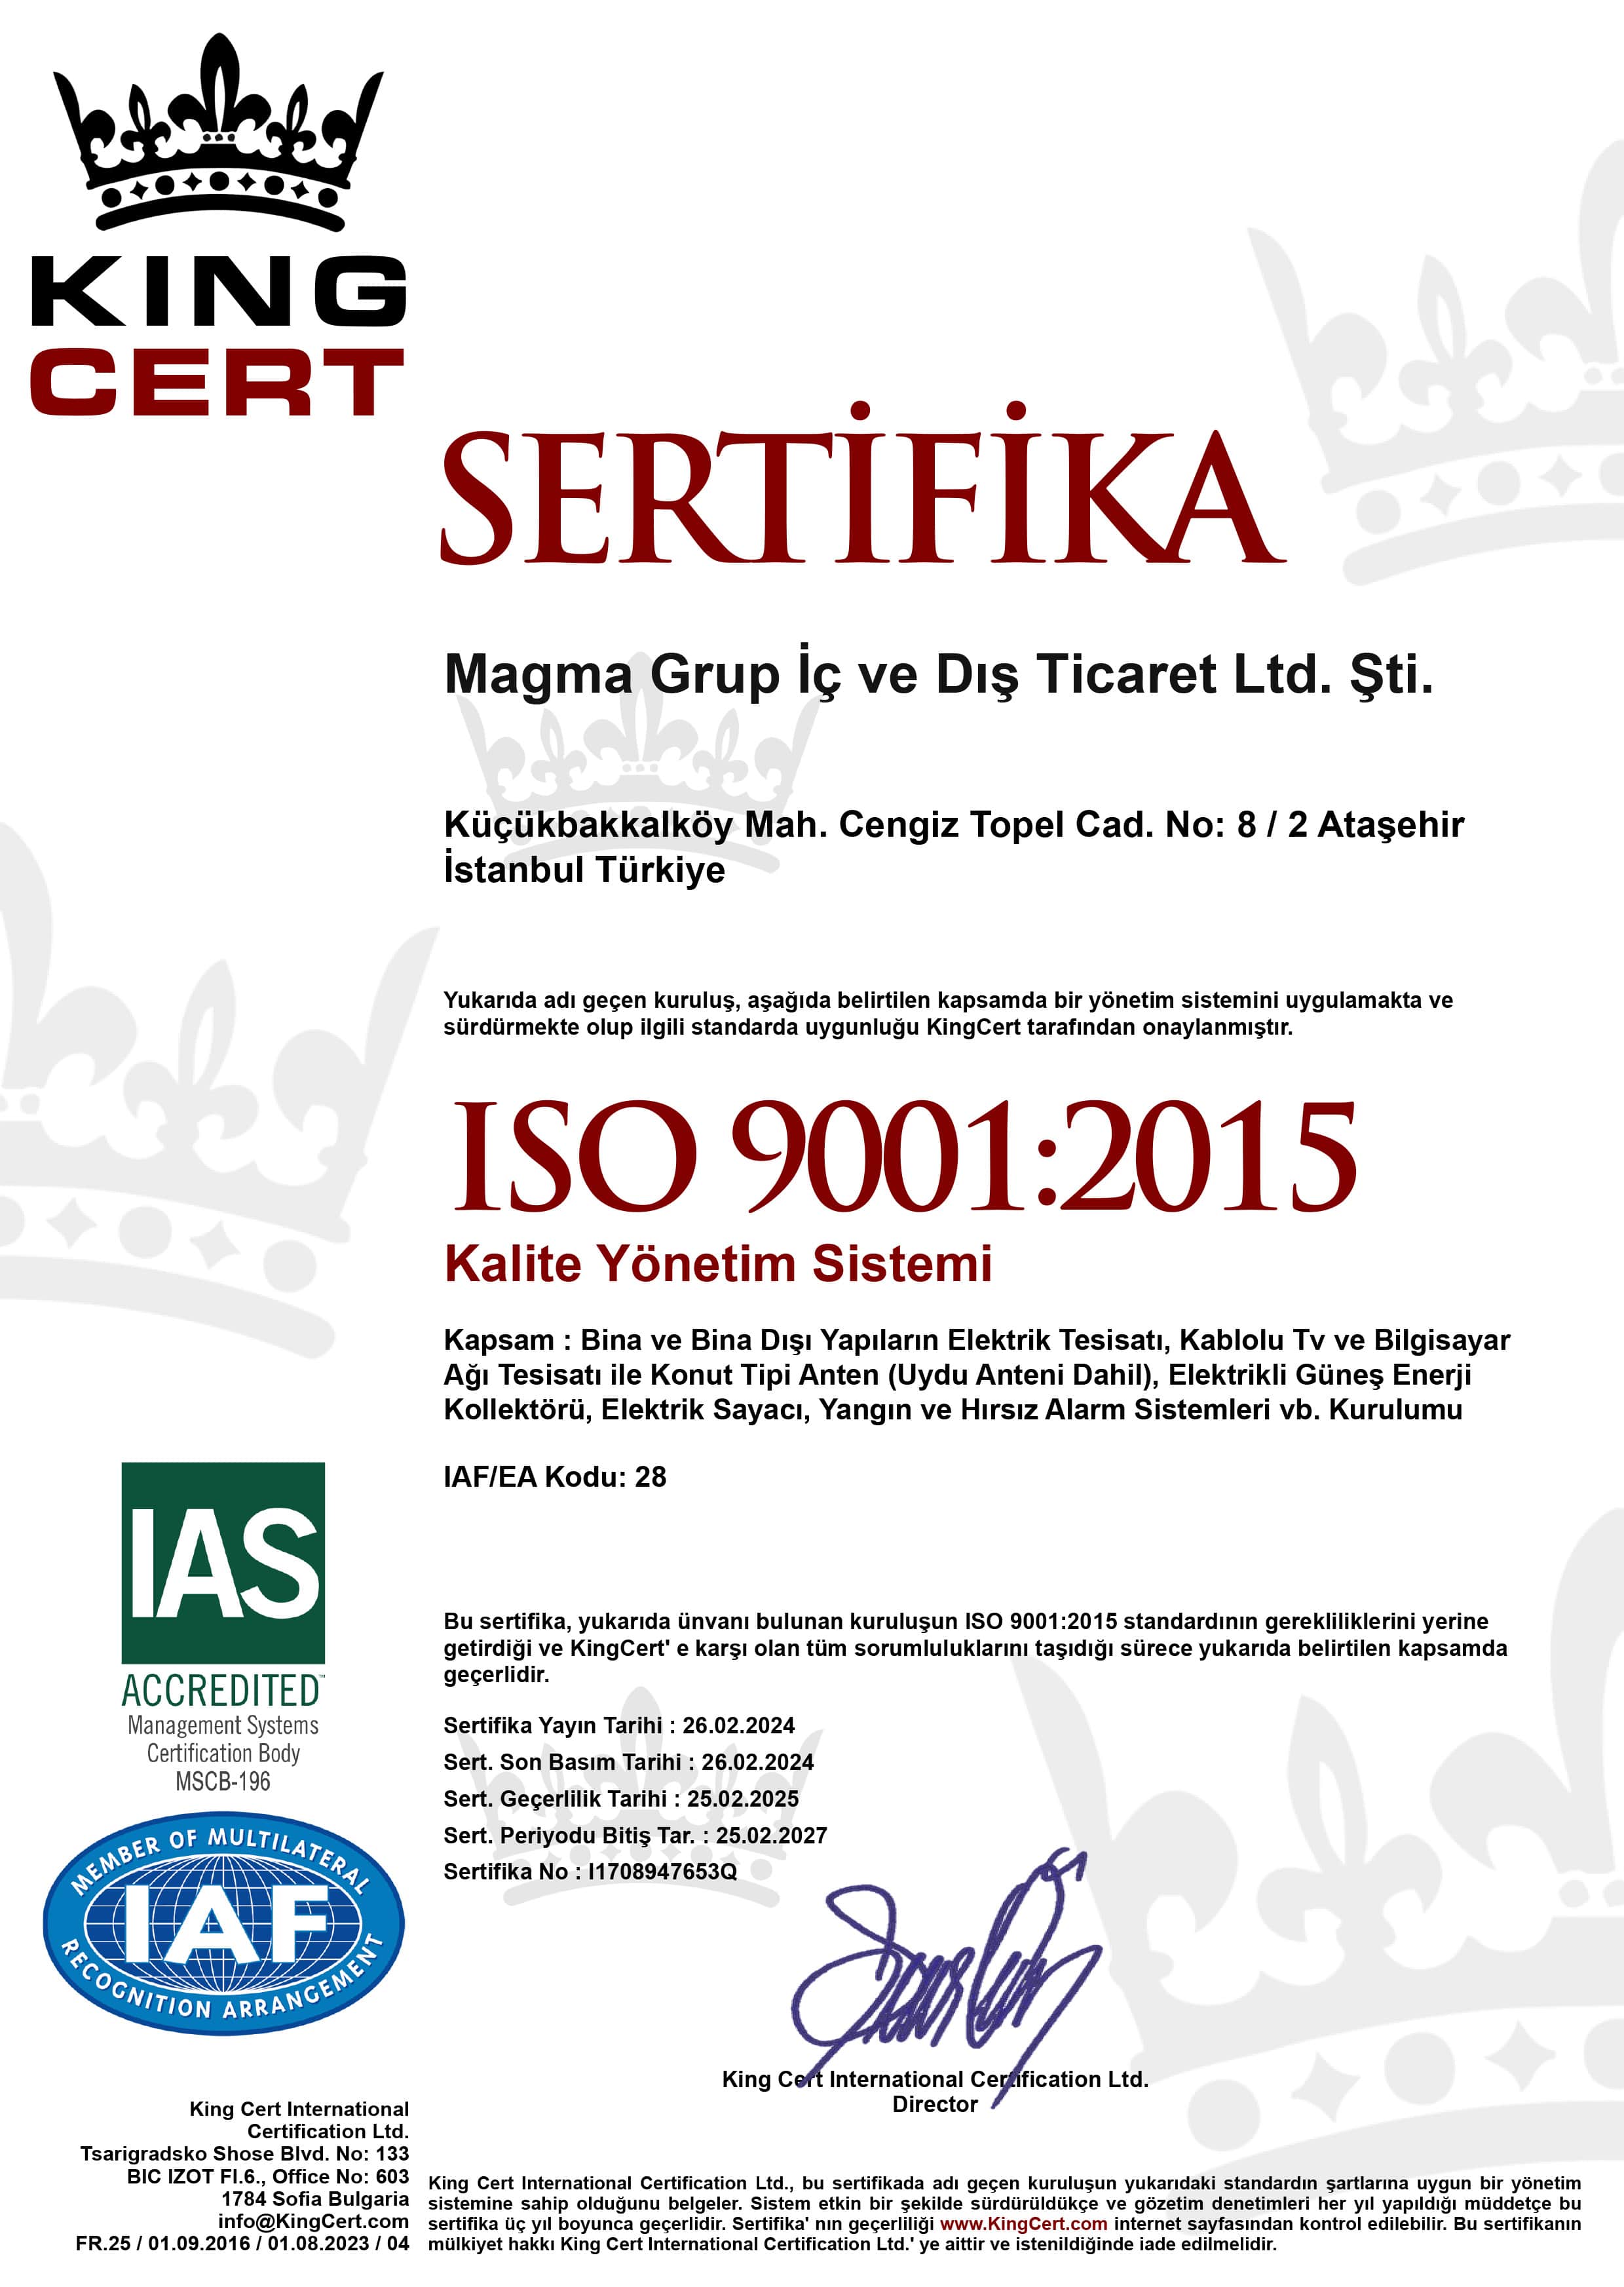 KING
CERT
SERTİFİKA
Magma Grup İç ve Dış Ticaret Ltd. Şti.
Küçükbakkalköy Mah. Cengiz Topel Cad. No: 8 / 2 Ataşehir
İstanbul Türkiye
Yukarıda adı geçen kuruluş, aşağıda belirtilen kapsamda bir yönetim sistemini uygulamakta ve
sürdürmekte olup ilgili standarda uygunluğu KingCert tarafından onaylanmıştır.
ISO 9001:2015
Kalite Yönetim Sistemi
Kapsam : Bina ve Bina Dışı Yapıların Elektrik Tesisatı, Kablolu Tv ve Bilgisayar
Ağı Tesisatı ile Konut Tipi Anten (Uydu Anteni Dahil), Elektrikli Güneş Enerji
Kollektörü, Elektrik Sayacı, Yangın ve Hırsız Alarm Sistemleri vb. Kurulumu
IAF/EA Kodu: 28
IAS
ACCREDITED™
Management Systems
Certification Body
MSCB-196
MEMBER OF MULTILATERAL
IAF
RECOGNITION ARRANGEMENT
Bu sertifika, yukarıda ünvanı bulunan kuruluşun ISO 9001:2015 standardının gerekliliklerini yerine
getirdiği ve KingCert' e karşı olan tüm sorumluluklarını taşıdığı sürece yukarıda belirtilen kapsamda
geçerlidir.
Sertifika Yayın Tarihi : 26.02.2024
Sert. Son Basım Tarihi : 26.02.2024
Sert. Geçerlilik Tarihi : 25.02.2025
Sert. Periyodu Bitiş Tar. : 25.02.2027
Sertifika No : I1708947653Q
King Cert International Certification Ltd.
Director
King Cert International
Certification Ltd.
Tsarigradsko Shose Blvd. No: 133
BIC IZOT Fl.6., Office No: 603
1784 Sofia Bulgaria
info@KingCert.com
FR.25 / 01.09.2016 / 01.08.2023 / 04
King Cert International Certification Ltd., bu sertifikada adı geçen kuruluşun yukarıdaki standardın şartlarına uygun bir yönetim
sistemine sahip olduğunu belgeler. Sistem etkin bir şekilde sürdürüldükçe ve gözetim denetimleri her yıl yapıldığı müddetçe bu
sertifika üç yıl boyunca geçerlidir. Sertifika' nın geçerliliği www.KingCert.com internet sayfasından kontrol edilebilir. Bu sertifikanın
mülkiyet hakkı King Cert International Certification Ltd.' ye aittir ve istenildiğinde iade edilmelidir.